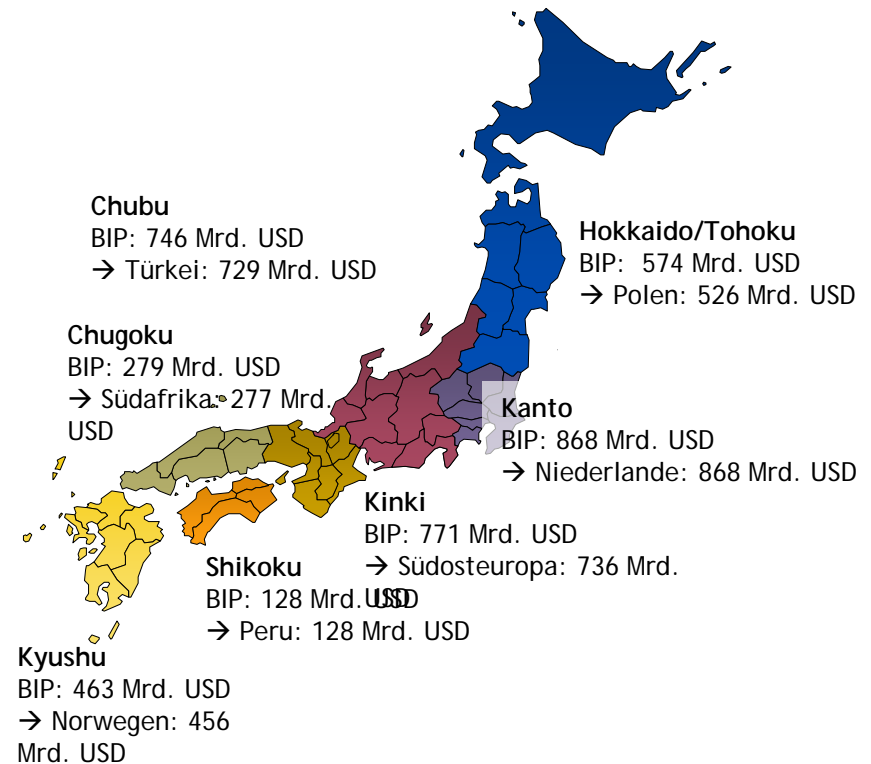 Chubu
BIP: 746 Mrd. USD
→ Türkei: 729 Mrd. USD
Hokkaido/Tohoku
BIP:  574 Mrd. USD
→ Polen: 526 Mrd. USD
Chugoku
BIP: 279 Mrd. USD
→ Südafrika: 277 Mrd.
USD
Kanto
BIP: 868 Mrd. USD
→ Niederlande: 868 Mrd. USD
Kinki
BIP: 771 Mrd. USD
→ Südosteuropa: 736 Mrd.
USD
Shikoku
BIP: 128 Mrd. USD
→ Peru: 128 Mrd. USD
Kyushu
BIP: 463 Mrd. USD
→ Norwegen: 456
Mrd. USD